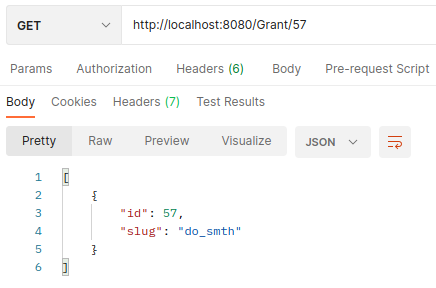 GET http://localhost:8080/Grant/57
Params Authorization Headers (6) Body Pre-request Script
Body Cookies Headers (7) Test Results
Pretty Raw Preview Visualize JSON
1 [
2 {
3 "id": 57,
4 "slug": "do_smth"
5 }
6 ]